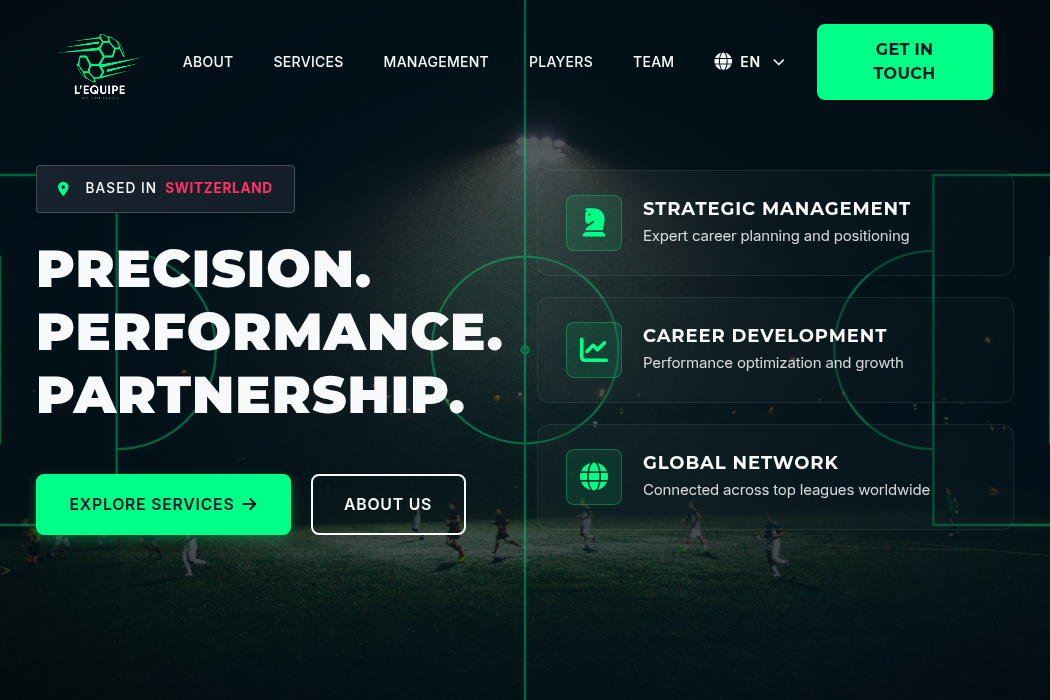 L'EQUIPE
ABOUT
SERVICES
MANAGEMENT
PLAYERS
TEAM
EN
GET IN
TOUCH
BASED IN SWITZERLAND
PRECISION.
PERFORMANCE.
PARTNERSHIP.
EXPLORE SERVICES →
ABOUT US
STRATEGIC MANAGEMENT
Expert career planning and positioning
CAREER DEVELOPMENT
Performance optimization and growth
GLOBAL NETWORK
Connected across top leagues worldwide